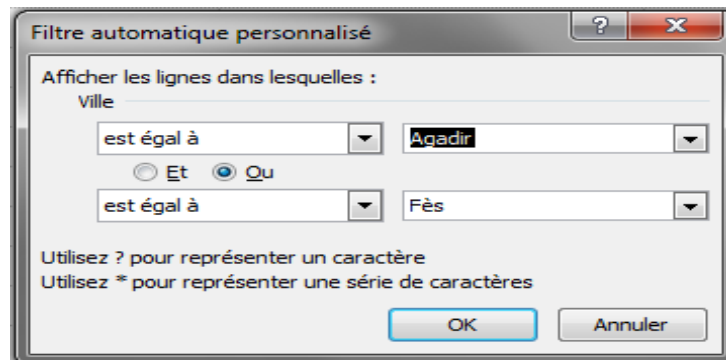 Filtre automatique personnalisé
Afficher les lignes dans lesquelles :
Ville
est égal à Agadir
Et Ou
est égal à Fès
Utilisez ? pour représenter un caractère
Utilisez * pour représenter une série de caractères
OK Annuler